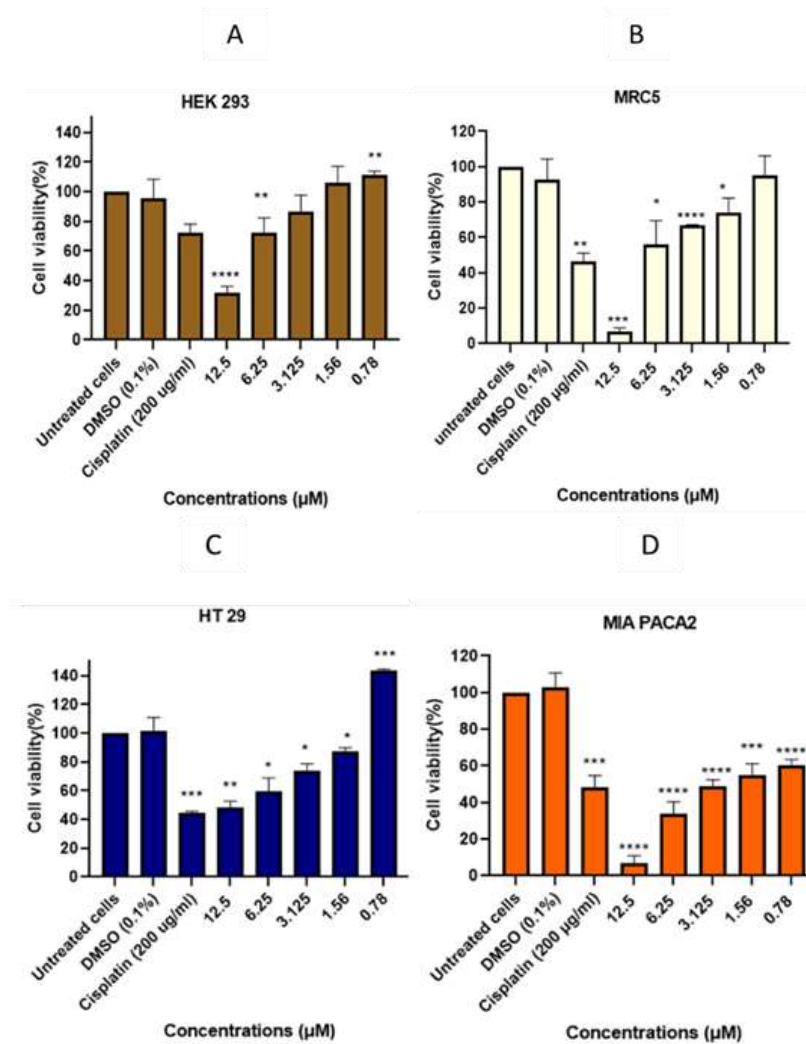 A
HEK 293
Cell viability(%)
140
120
100
80
60
40
20
0
****
**
**
Untreated cells
DMSO (0.1%)
Cisplatin (200 ug/ml)
12.5
6.25
3.125
1.56
0.78
Concentrations (µM)
B
MRC5
Cell viability (%)
120
100
80
60
40
20
0
**
***
*
****
*
untreated cells
DMSO (0.1%)
Cisplatin (200 µg/ml)
12.5
6.25
3.125
1.56
0.78
Concentrations (µM)
C
HT 29
Cell viability(%)
140
120
100
80
60
40
20
0
***
**
*
*
*
***
Untreated cells
DMSO (0.1%)
Cisplatin (200 ug/ml)
12.5
6.25
3.125
1.56
0.78
Concentrations (µM)
D
MIA PACA2
Cell viability(%)
120
100
80
60
40
20
0
***
****
****
****
***
****
Untreated cells
DMSO (0.1%)
Cisplatin (200 ug/ml)
12.5
6.25
3.125
1.56
0.78
Concentrations (µM)